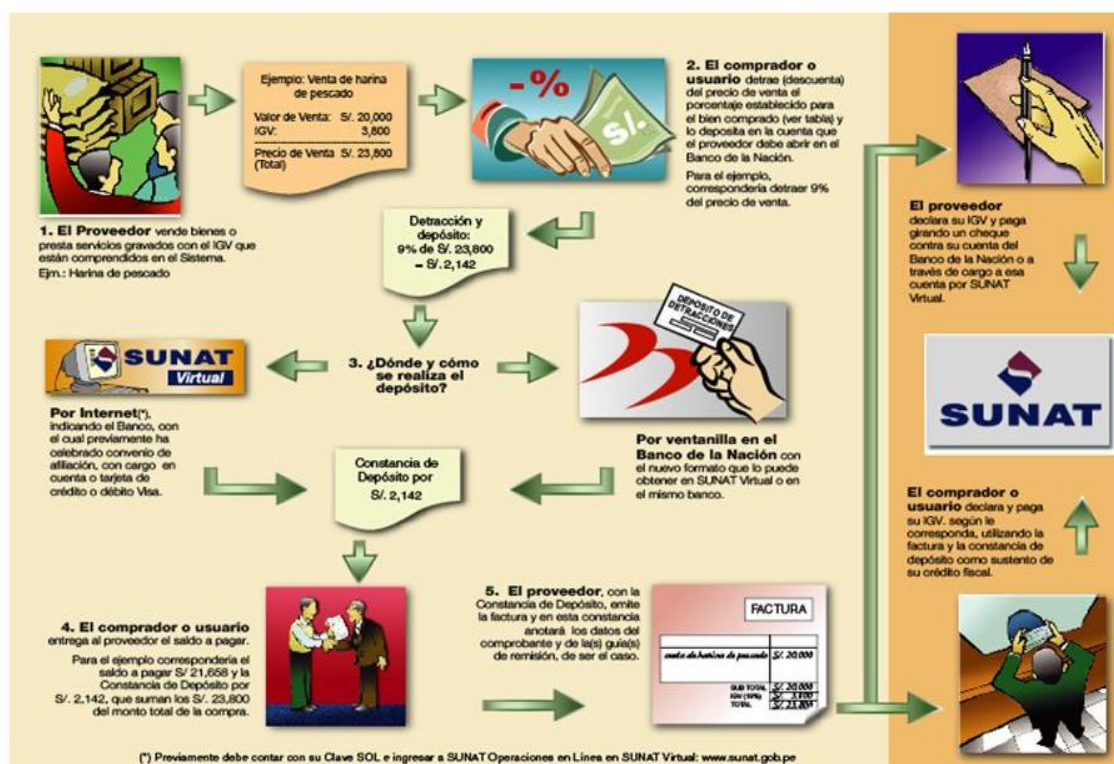 Ejemplo: Venta de harina
de pescado
Valor de Venta: S/. 20,000
IGV: 3,800
Precio de Venta S/. 23,800
(Total)
1. El Proveedor vende bienes o
presta servicios gravados con el IGV que
están comprendidos en el Sistema.
Ejm.: Harina de pescado
-%
S/.
2. El comprador o
usuario detrae (descuenta)
del precio de venta el
porcentaje establecido para
el bien comprado (ver tabla) y
lo deposita en la cuenta que
el proveedor debe abrir en el
Banco de la Nación.
Para el ejemplo,
correspondería detraer 9%
del precio de venta.
Detracción y
depósito:
9% de S/. 23,800
= S/. 2,142
3. ¿Dónde y cómo
se realiza el
depósito?
SUNAT
Virtual
Por Internet(*),
indicando el Banco, con
el cual previamente ha
celebrado convenio de
afiliación, con cargo en
cuenta o tarjeta de
crédito o débito Visa.
DEPOSITO DE
DETRACCIONES
Por ventanilla en el
Banco de la Nación con
el nuevo formato que lo puede
obtener en SUNAT Virtual o en
el mismo banco.
Constancia de
Depósito por
S/. 2,142
4. El comprador o usuario
entrega al proveedor el saldo a pagar.
Para el ejemplo correspondería el
saldo a pagar S/ 21,658 y la
Constancia de Depósito por
S/. 2,142, que suman los S/. 23,800
del monto total de la compra.
5. El proveedor, con la
Constancia de Depósito, emite
la factura y en esta constancia
anotará los datos del
comprobante y de la(s) guía(s)
de remisión, de ser el caso.
FACTURA
de harina de pescado S/. 20,000
SUB TOTAL S/. 20,000
IGV (19%) S/. 3,800
TOTAL S/. 23,800
El proveedor
declara su IGV y paga
girando un cheque
contra su cuenta del
Banco de la Nación o a
través de cargo a esa
cuenta por SUNAT
Virtual.
SUNAT
El comprador o
usuario declara y paga
su IGV. según le
corresponda, utilizando la
factura y la constancia de
depósito como sustento de
su crédito fiscal.
(*) Previamente debe contar con su Clave SOL e ingresar a SUNAT Operaciones en Línea en SUNAT Virtual: www.sunat.gob.pe